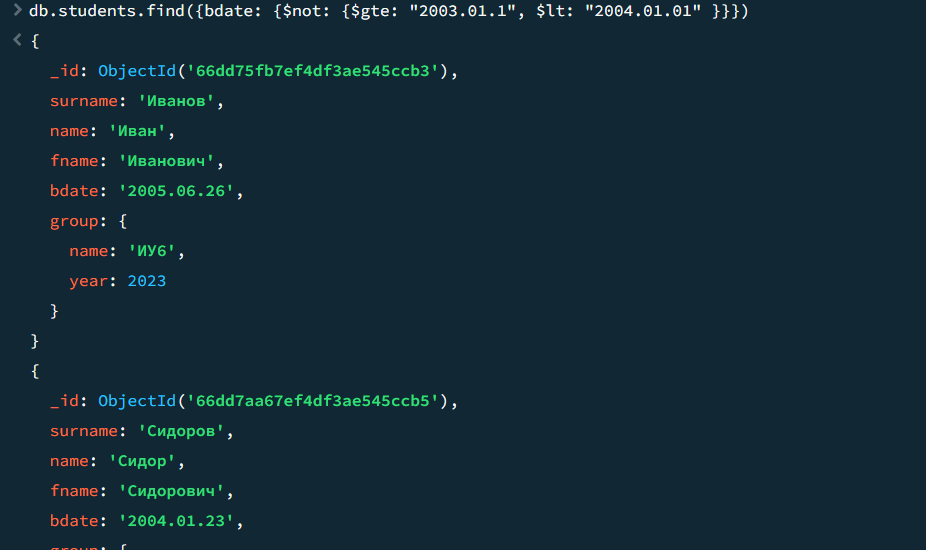 > db.students.find({bdate: {$not: {$gte: "2003.01.1", $lt: "2004.01.01" }}})
< {
_id: ObjectId('66dd75fb7ef4df3ae545ccb3'),
surname: 'Иванов',
name: 'Иван',
fname: 'Иванович',
bdate: '2005.06.26',
group: {
name: 'ИУ6',
year: 2023
}
}
{
_id: ObjectId('66dd7aa67ef4df3ae545ccb5'),
surname: 'Сидоров',
name: 'Сидор',
fname: 'Сидорович',
bdate: '2004.01.23',
group: {